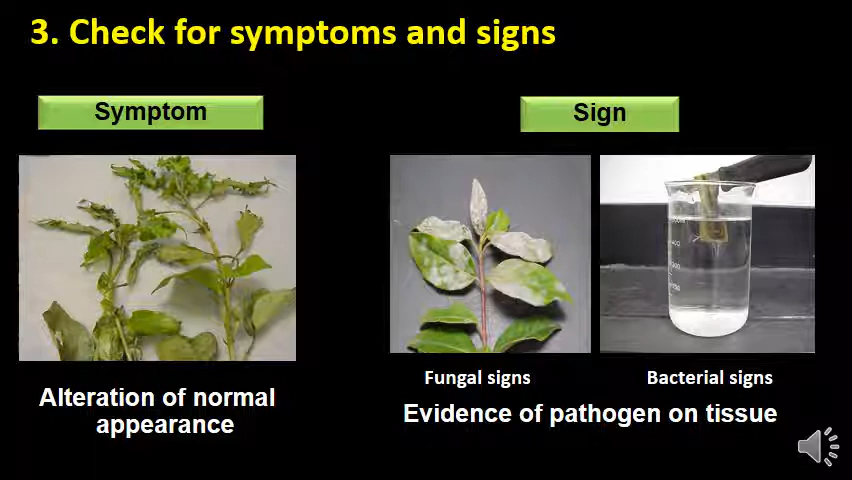 3. Check for symptoms and signs
Symptom
Sign
Fungal signs
Bacterial signs
Alteration of normal
appearance
Evidence of pathogen on tissue